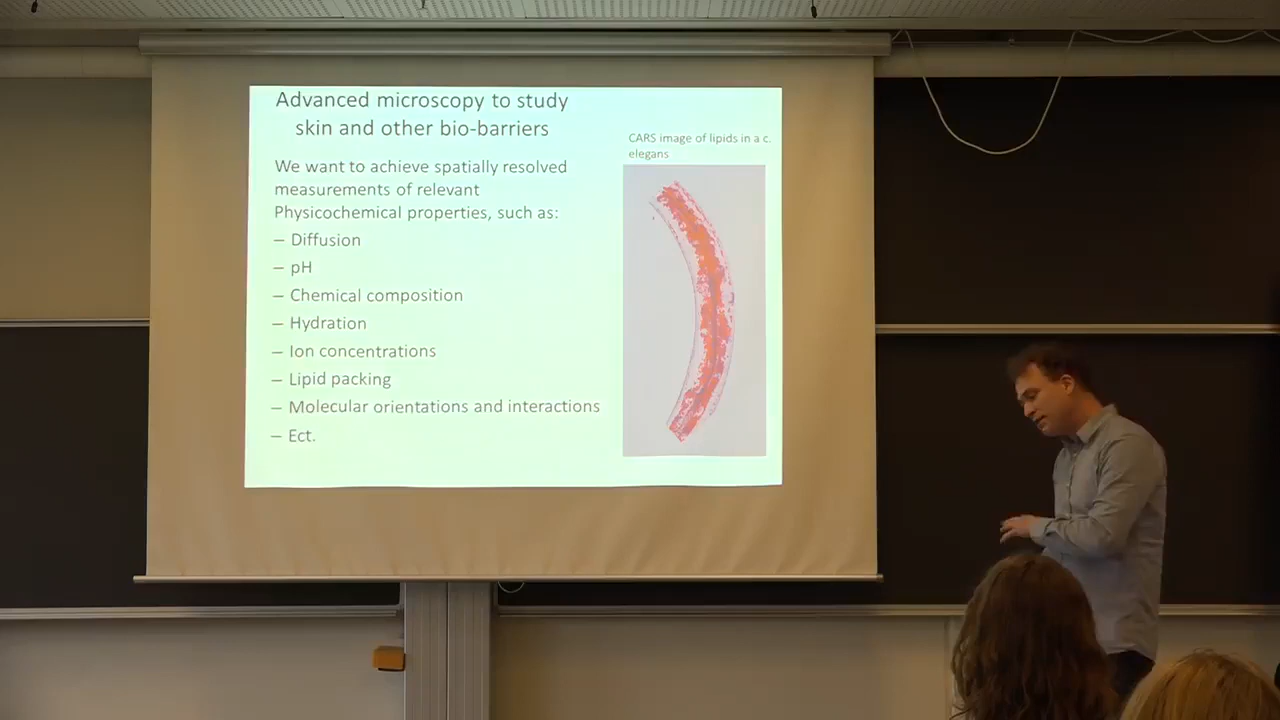 Advanced microscopy to study
skin and other bio-barriers
We want to achieve spatially resolved
measurements of relevant
Physicochemical properties, such as:
– Diffusion
– pH
– Chemical composition
– Hydration
– Ion concentrations
– Lipid packing
– Molecular orientations and interactions
– Ect.
CARS image of lipids in a c.
elegans